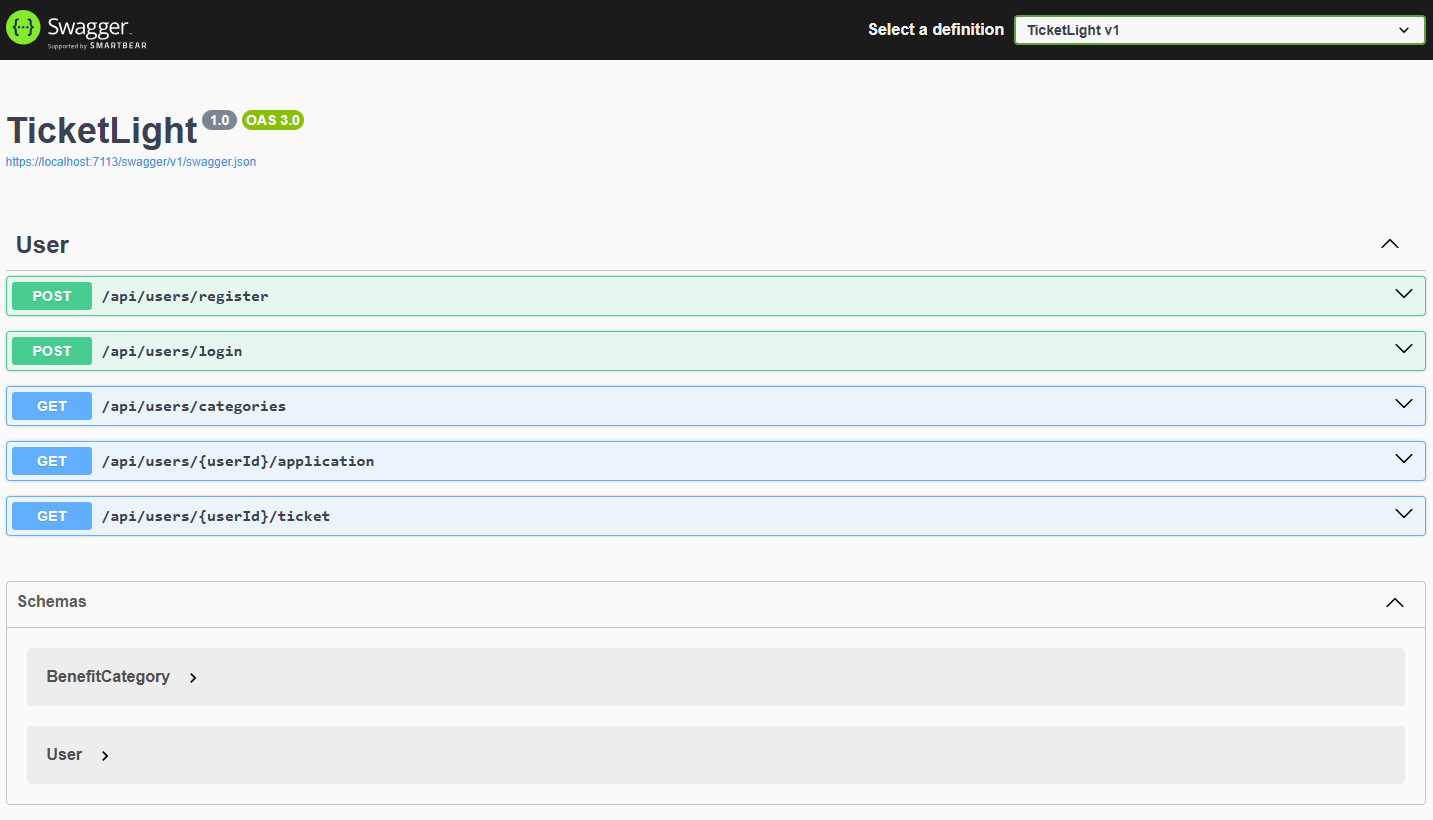 Swagger.
Supported by SMARTBEAR
Select a definition
TicketLight v1
TicketLight 1.0 OAS 3.0
https://localhost:7113/swagger/v1/swagger.json
User
POST /api/users/register
POST /api/users/login
GET /api/users/categories
GET /api/users/{userId}/application
GET /api/users/{userId}/ticket
Schemas
BenefitCategory
User